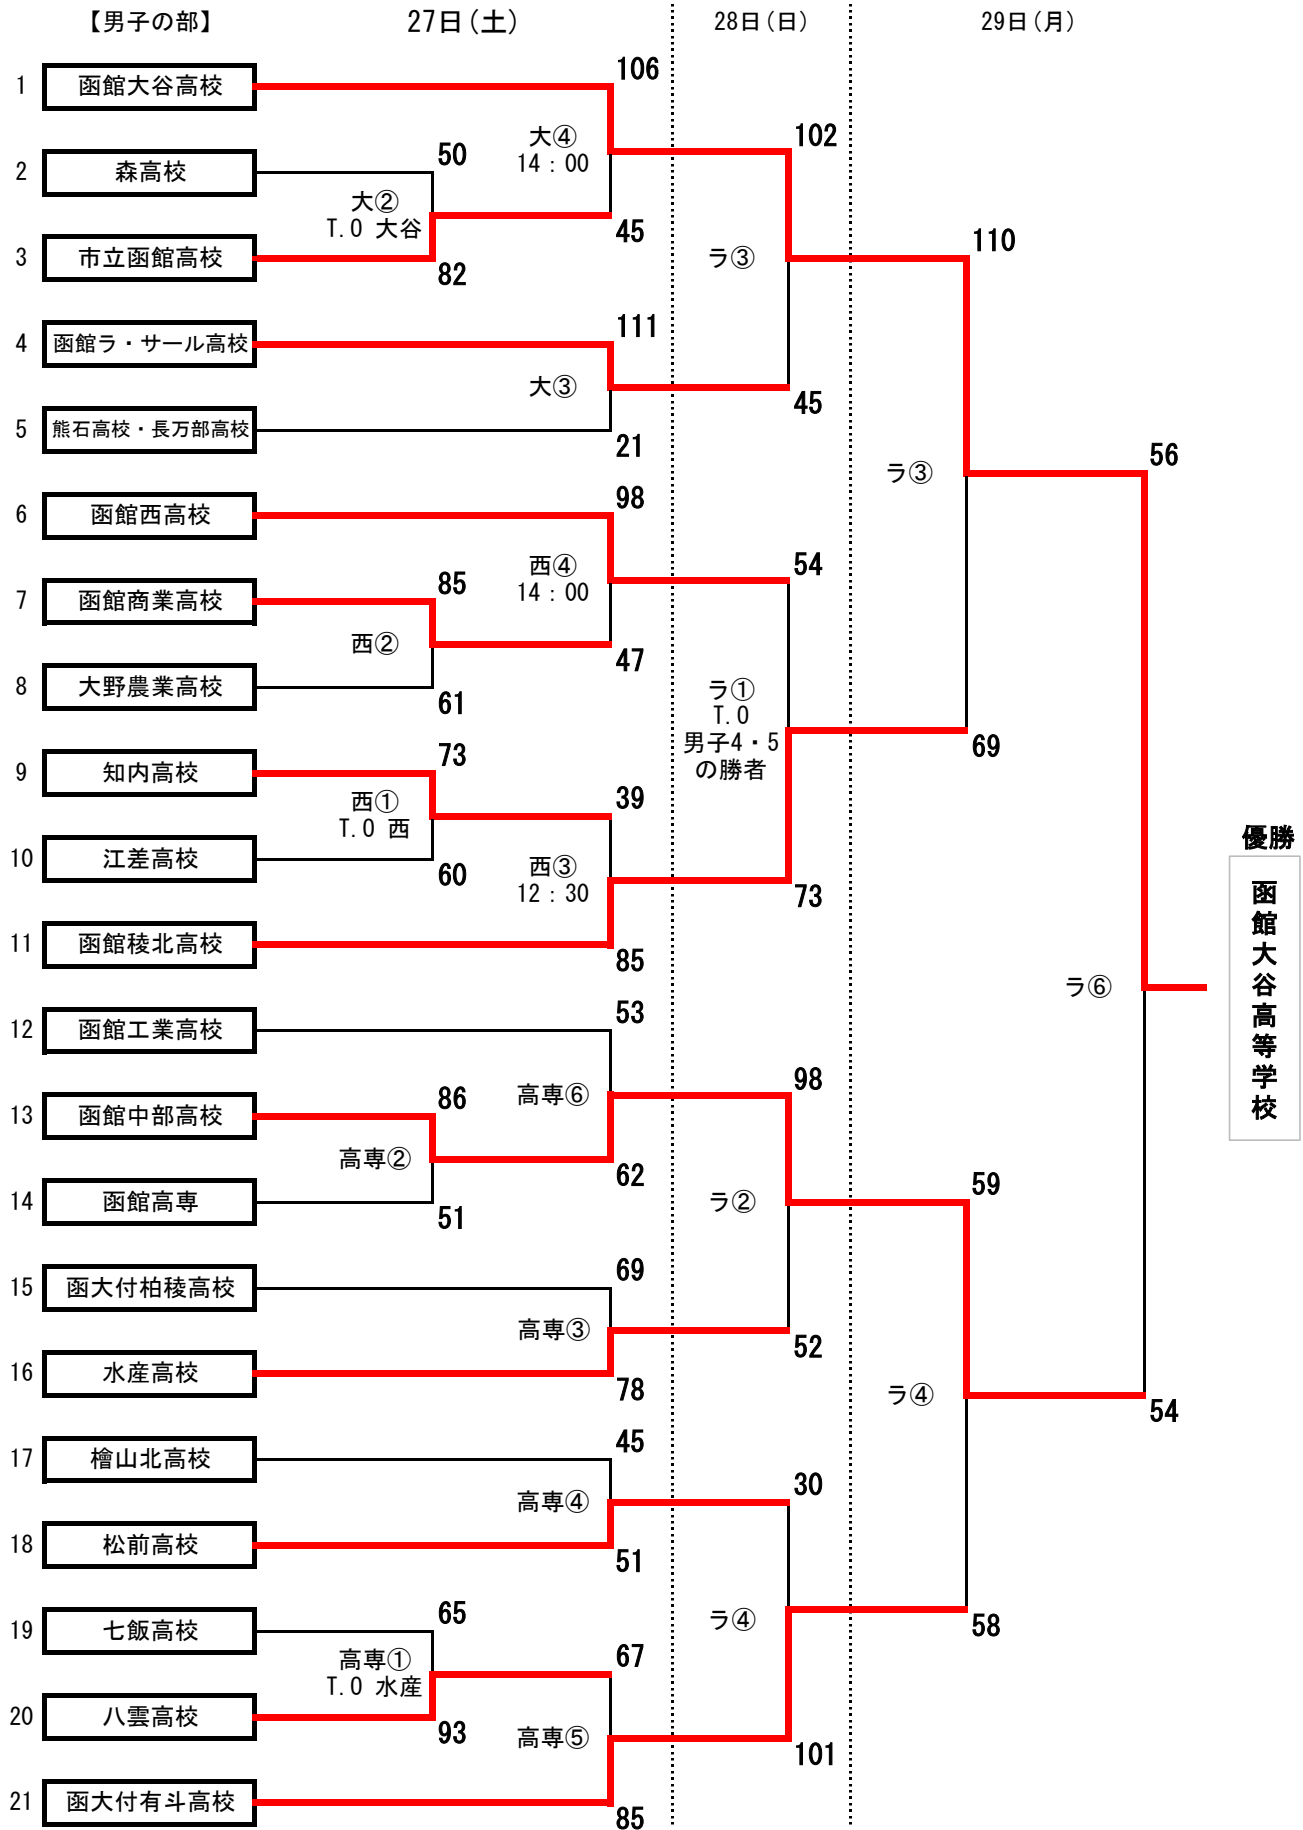 【男子の部】
27日(土)
28日(日)
29日(月)
1
函館大谷高校
2
森高校
3
市立函館高校
4
函館ラ・サール高校
5
熊石高校・長万部高校
6
函館西高校
7
函館商業高校
8
大野農業高校
9
知内高校
10
江差高校
11
函館稜北高校
12
函館工業高校
13
函館中部高校
14
函館高専
15
函大付柏稜高校
16
水産高校
17
檜山北高校
18
松前高校
19
七飯高校
20
八雲高校
21
函大付有斗高校
50
大②
T.O 大谷
82
85
西②
61
73
西①
T.O 西
60
86
高専②
51
65
高専①
T.O 水産
93
106
大④
14：00
45
111
大③
21
98
西④
14：00
47
39
西③
12：30
85
53
高専⑥
62
69
高専③
78
45
高専④
51
67
高専⑤
85
102
ラ③
45
54
ラ①
T.O
男子4・5
の勝者
73
98
ラ②
52
30
ラ④
101
110
ラ③
69
59
ラ④
58
56
ラ⑥
54
優勝
函館大谷高等学校